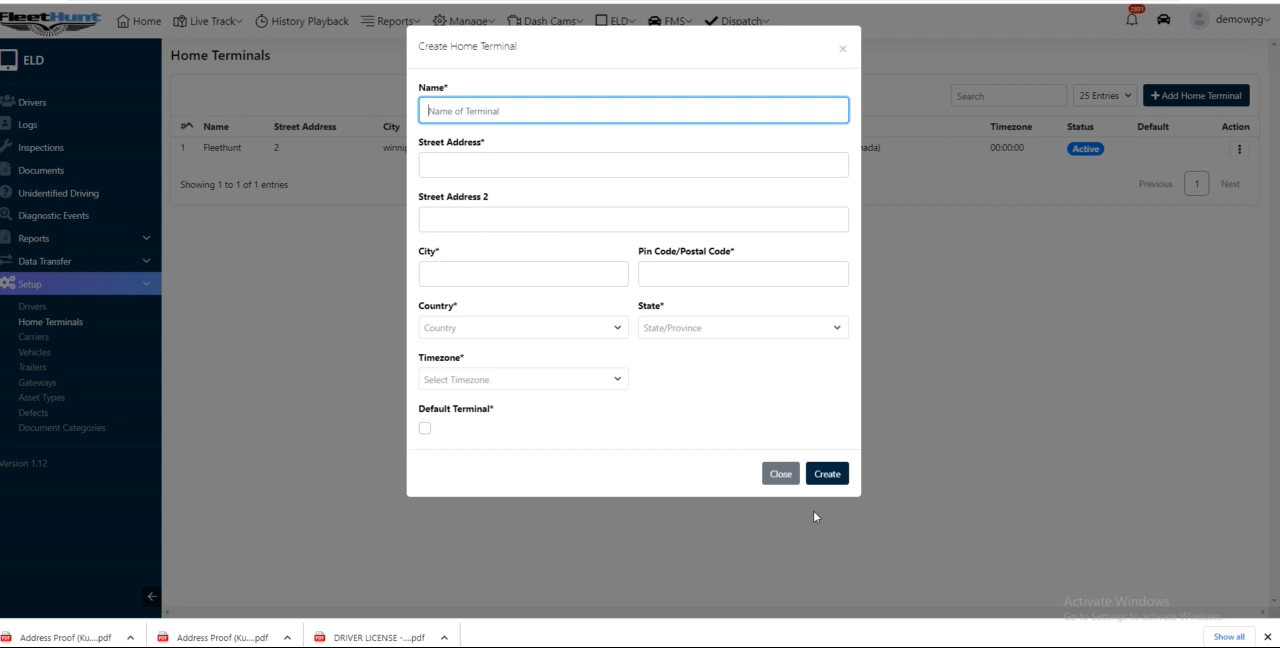 FleetHunt
Home
Live Track
History Playback
Reports
Manage
Dash Cams
ELD
FMS
Dispatch
2891
demowpg
ELD
Drivers
Logs
Inspections
Documents
Unidentified Driving
Diagnostic Events
Reports
Data Transfer
Setup
Drivers
Home Terminals
Carriers
Vehicles
Trailers
Gateways
Asset Types
Defects
Document Categories
Version 1.12
Home Terminals
Search
25 Entries
+Add Home Terminal
Name Street Address City Timezone Status Default Action
1 Fleethunt 2 00:00:00 Active
Showing 1 to 1 of 1 entries
Previous 1 Next
Create Home Terminal
Name*
Name of Terminal
Street Address*
Street Address 2
City* Pin Code/Postal Code*
Country* State*
Country State/Province
Timezone*
Select Timezone
Default Terminal*
Close Create
Activate Windows
Go to Settings to activate Windows.
Address Proof (Ku....pdf
Address Proof (Ku....pdf
DRIVER LICENSE -....pdf
Show all